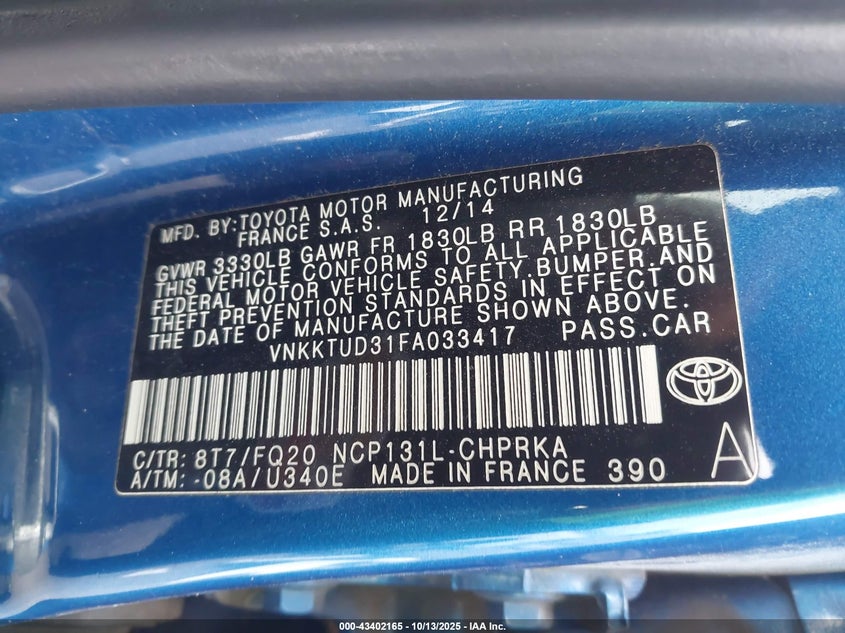 MFD. BY:TOYOTA MOTOR MANUFACTURING
FRANCE S.A.S. 12/14
GVWR 3330LB GAWR FR 1830LB RR 1830LB
THIS VEHICLE CONFORMS TO ALL APPLICABLE
FEDERAL MOTOR VEHICLE SAFETY,BUMPER,AND
THEFT PREVENTION STANDARDS IN EFFECT ON
THE DATE OF MANUFACTURE SHOWN ABOVE.
VNKKTUD31FA033417 PASS.CAR
C/TR: 8T7/FQ20 NCP131L-CHPRKA
A/TM: -08A/U340E MADE IN FRANCE 390
A
000-43402165 - 10/13/2025 - IAA Inc.